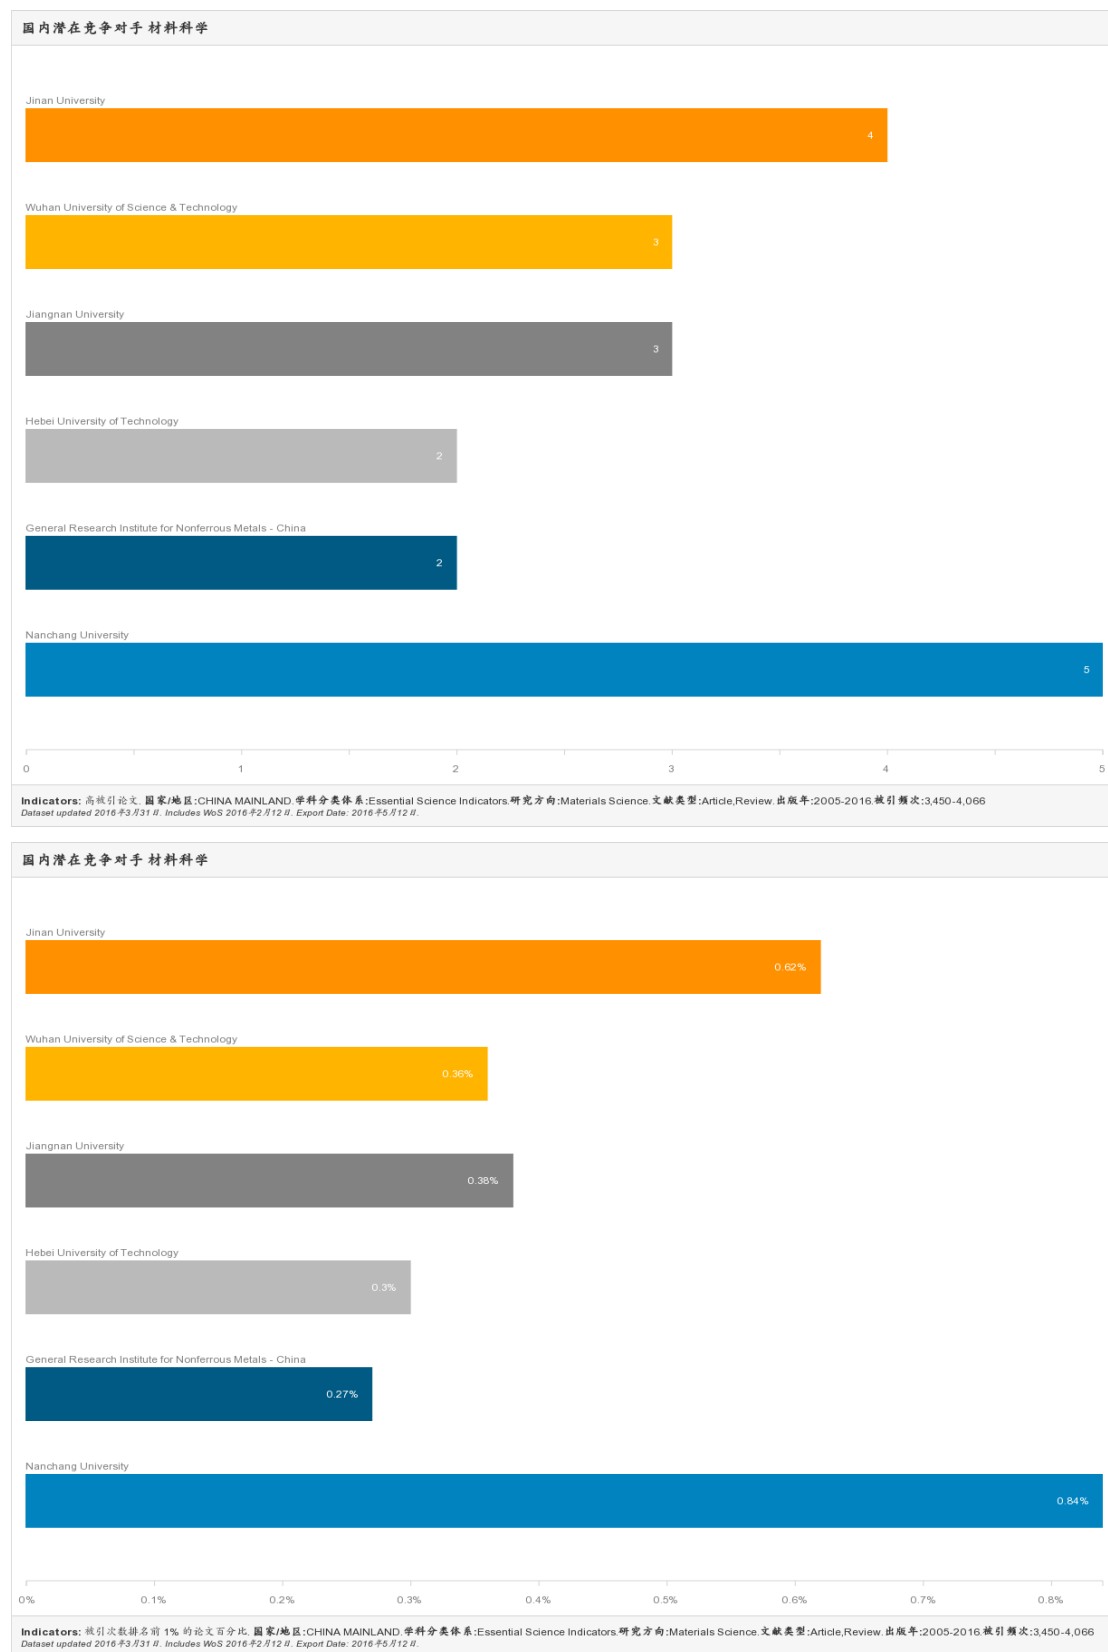 国内潜在竞争对手 材料科学
Jinan University
4
Wuhan University of Science & Technology
3
Jiangnan University
3
Hebei University of Technology
2
General Research Institute for Nonferrous Metals - China
2
Nanchang University
5
0 1 2 3 4 5
Indicators: 高被引论文. 国家/地区:CHINA MAINLAND.学科分类体系:Essential Science Indicators.研究方向:Materials Science.文献类型:Article,Review.出版年:2005-2016.被引频次:3,450-4,066
Dataset updated 2016年3月31日. Includes WoS 2016年2月12日. Export Date: 2016年5月12日.
国内潜在竞争对手 材料科学
Jinan University
0.62%
Wuhan University of Science & Technology
0.36%
Jiangnan University
0.38%
Hebei University of Technology
0.3%
General Research Institute for Nonferrous Metals - China
0.27%
Nanchang University
0.84%
0% 0.1% 0.2% 0.3% 0.4% 0.5% 0.6% 0.7% 0.8%
Indicators: 被引次数排名前 1% 的论文百分比. 国家/地区:CHINA MAINLAND.学科分类体系:Essential Science Indicators.研究方向:Materials Science.文献类型:Article,Review.出版年:2005-2016.被引频次:3,450-4,066
Dataset updated 2016年3月31日. Includes WoS 2016年2月12日. Export Date: 2016年5月12日.